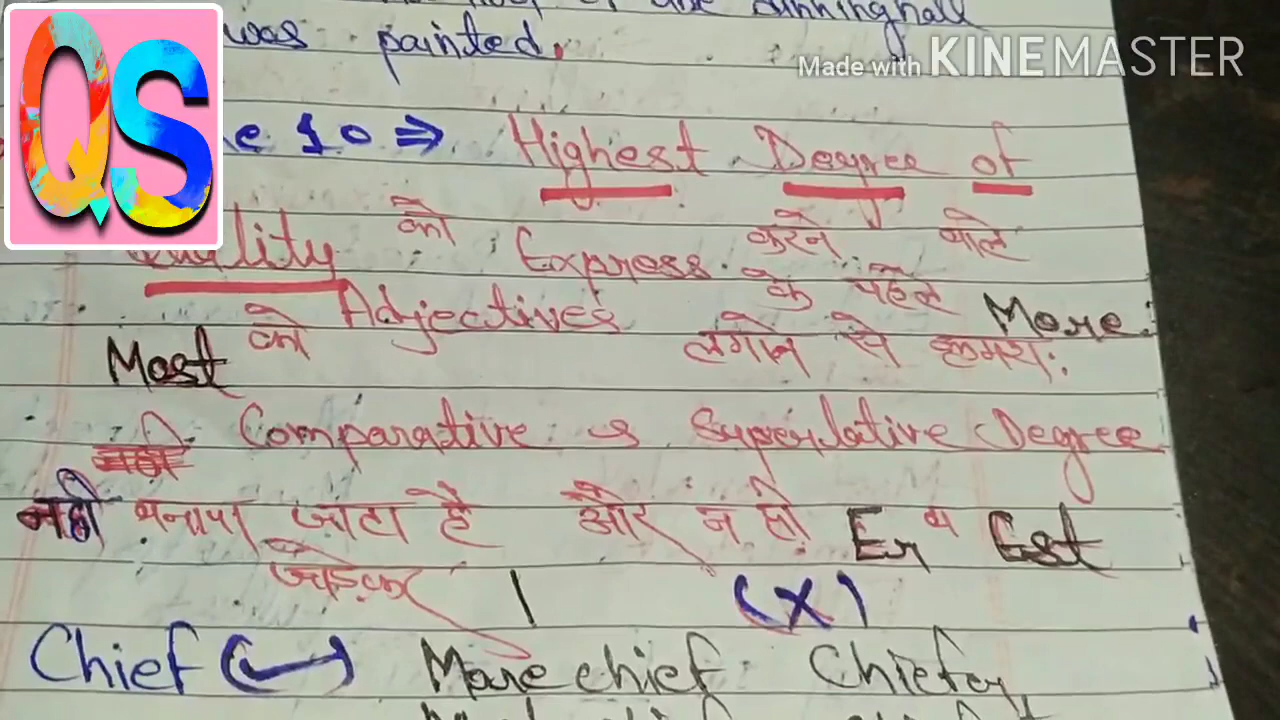 dininghall
was painted.
Made with KINEMASTER
QS
e 10 ⇒ Highest Degree of
Quality को Express करने वाले
Adjectives के पहले More
Most को लगाने से क्रमशः
Comparative व Superlative Degree
नही बनाया जाता है और न ही Er व Est
जोड़कर | (X)
Chief (✓) More chief Chiefer